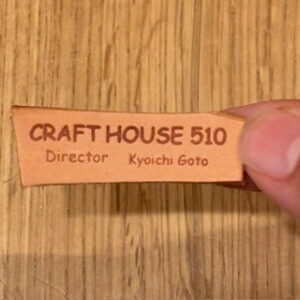 CRAFT HOUSE 510
Director Kyoichi Goto